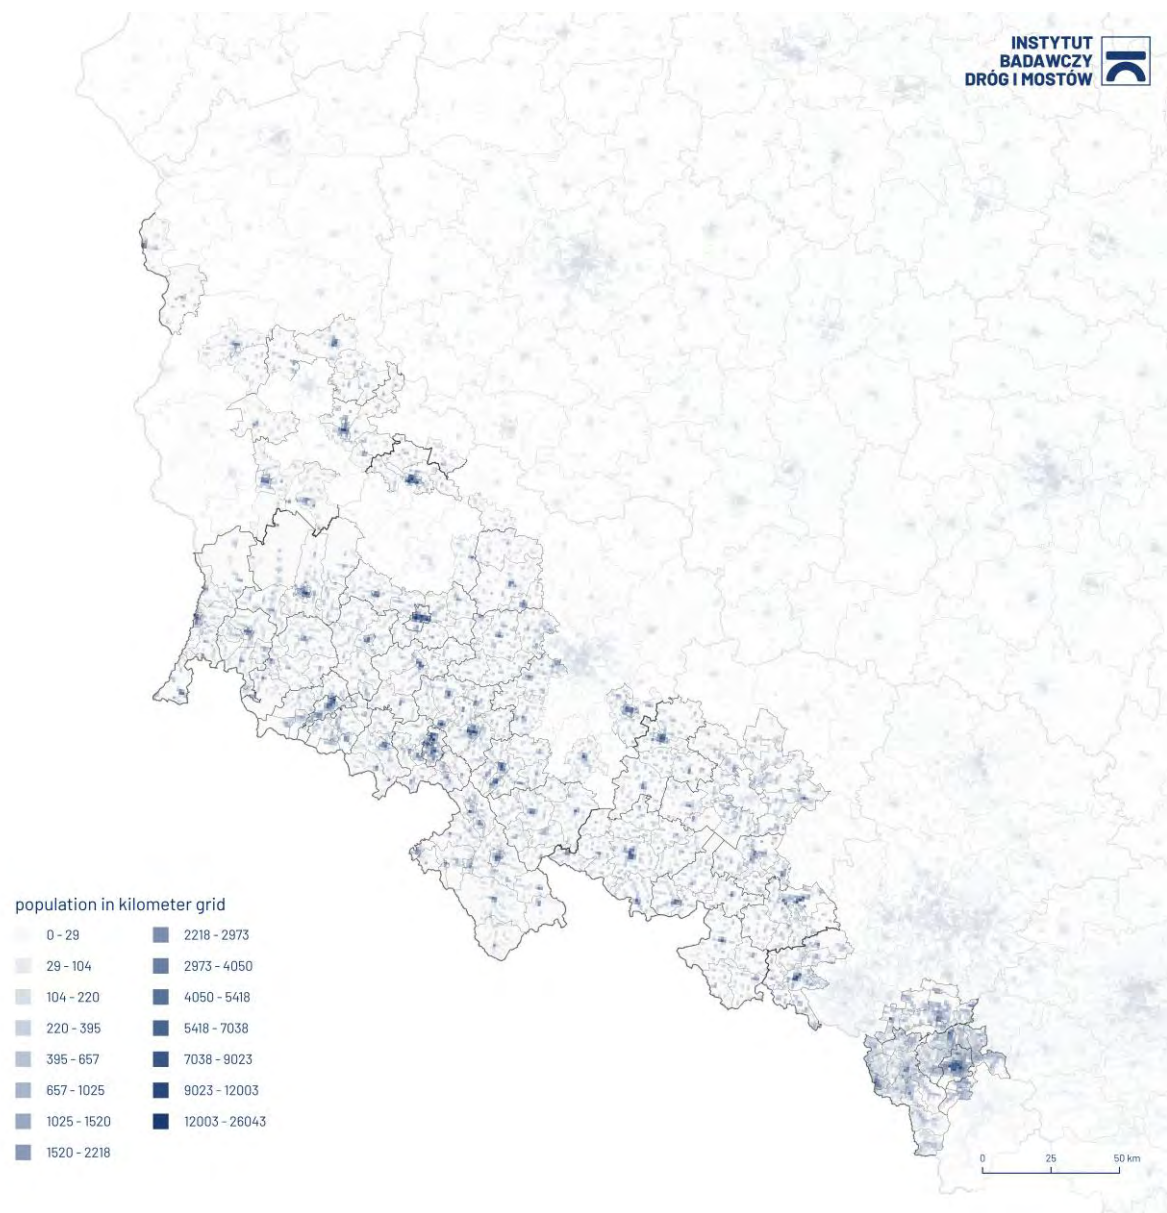 INSTYTUT
BADAWCZY
DRÓG I MOSTÓW
population in kilometer grid
0 - 29
29 - 104
104 - 220
220 - 395
395 - 657
657 - 1025
1025 - 1520
1520 - 2218
2218 - 2973
2973 - 4050
4050 - 5418
5418 - 7038
7038 - 9023
9023 - 12003
12003 - 26043
0 25 50 km